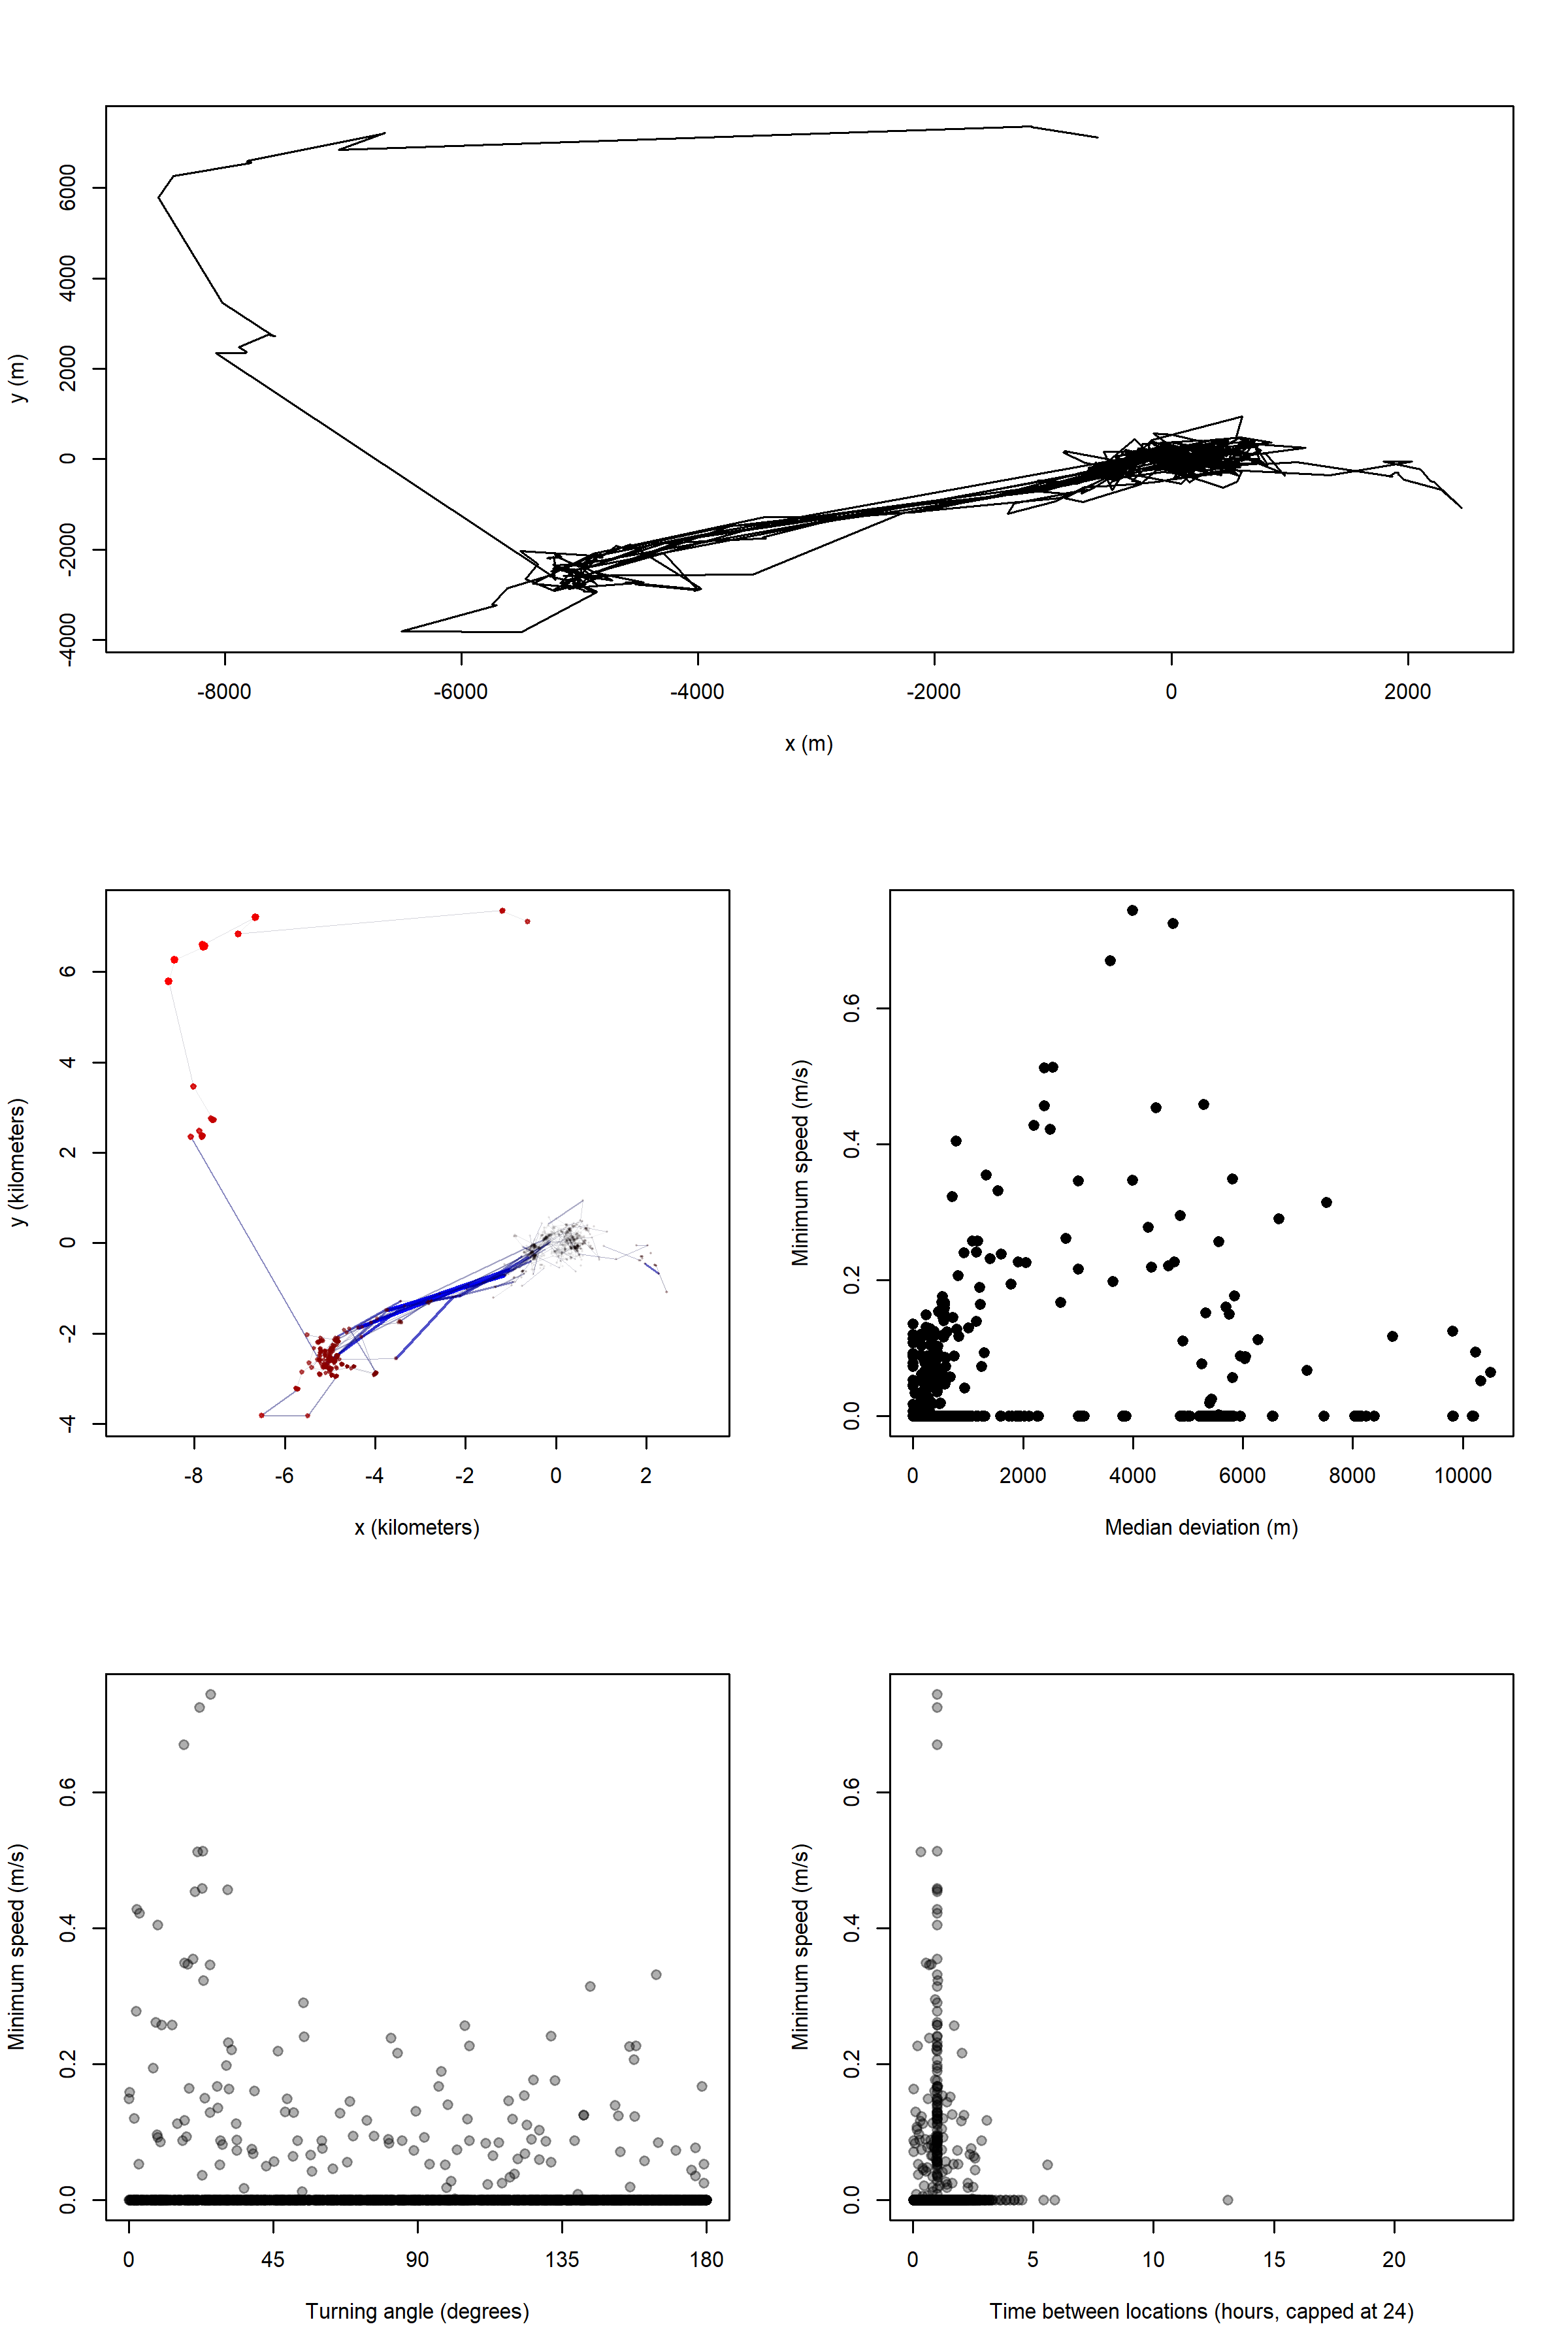 6000
4000
2000
0
-2000
-4000
y (m)
-8000 -6000 -4000 -2000 0 2000
x (m)
6
4
2
0
-2
-4
y (kilometers)
-8 -6 -4 -2 0 2
x (kilometers)
0.6
0.4
0.2
0.0
Minimum speed (m/s)
0 2000 4000 6000 8000 10000
Median deviation (m)
0.6
0.4
0.2
0.0
Minimum speed (m/s)
0 45 90 135 180
Turning angle (degrees)
0.6
0.4
0.2
0.0
Minimum speed (m/s)
0 5 10 15 20
Time between locations (hours, capped at 24)